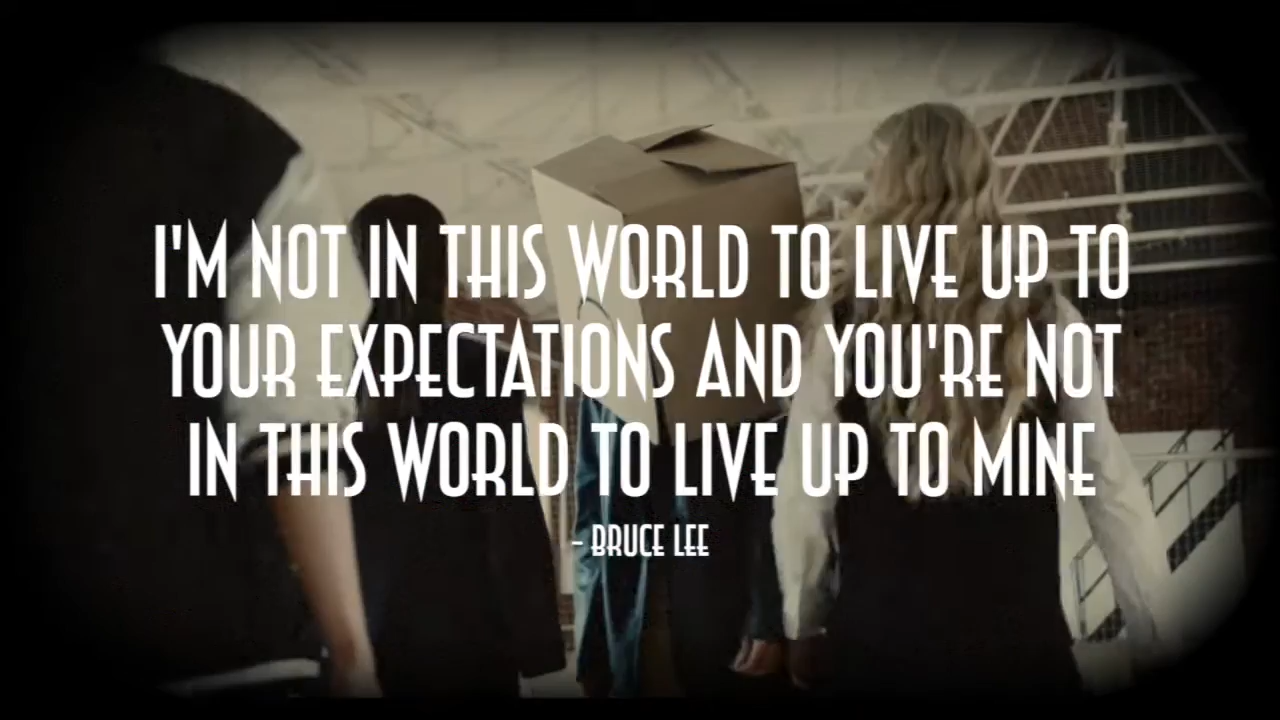 I'M NOT IN THIS WORLD TO LIVE UP TO
YOUR EXPECTATIONS AND YOU'RE NOT
IN THIS WORLD TO LIVE UP TO MINE
- BRUCE LEE